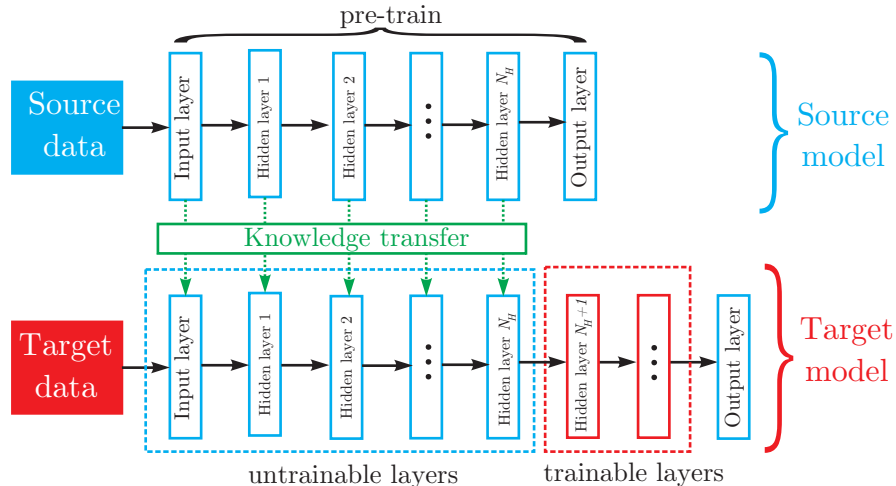 pre-train
Source
data
Input layer
Hidden layer 1
Hidden layer 2
Hidden layer N_H
Output layer
Source
model
Knowledge transfer
Target
data
Input layer
Hidden layer 1
Hidden layer 2
Hidden layer N_H
Hidden layer N_H+1
Output layer
Target
model
untrainable layers
trainable layers